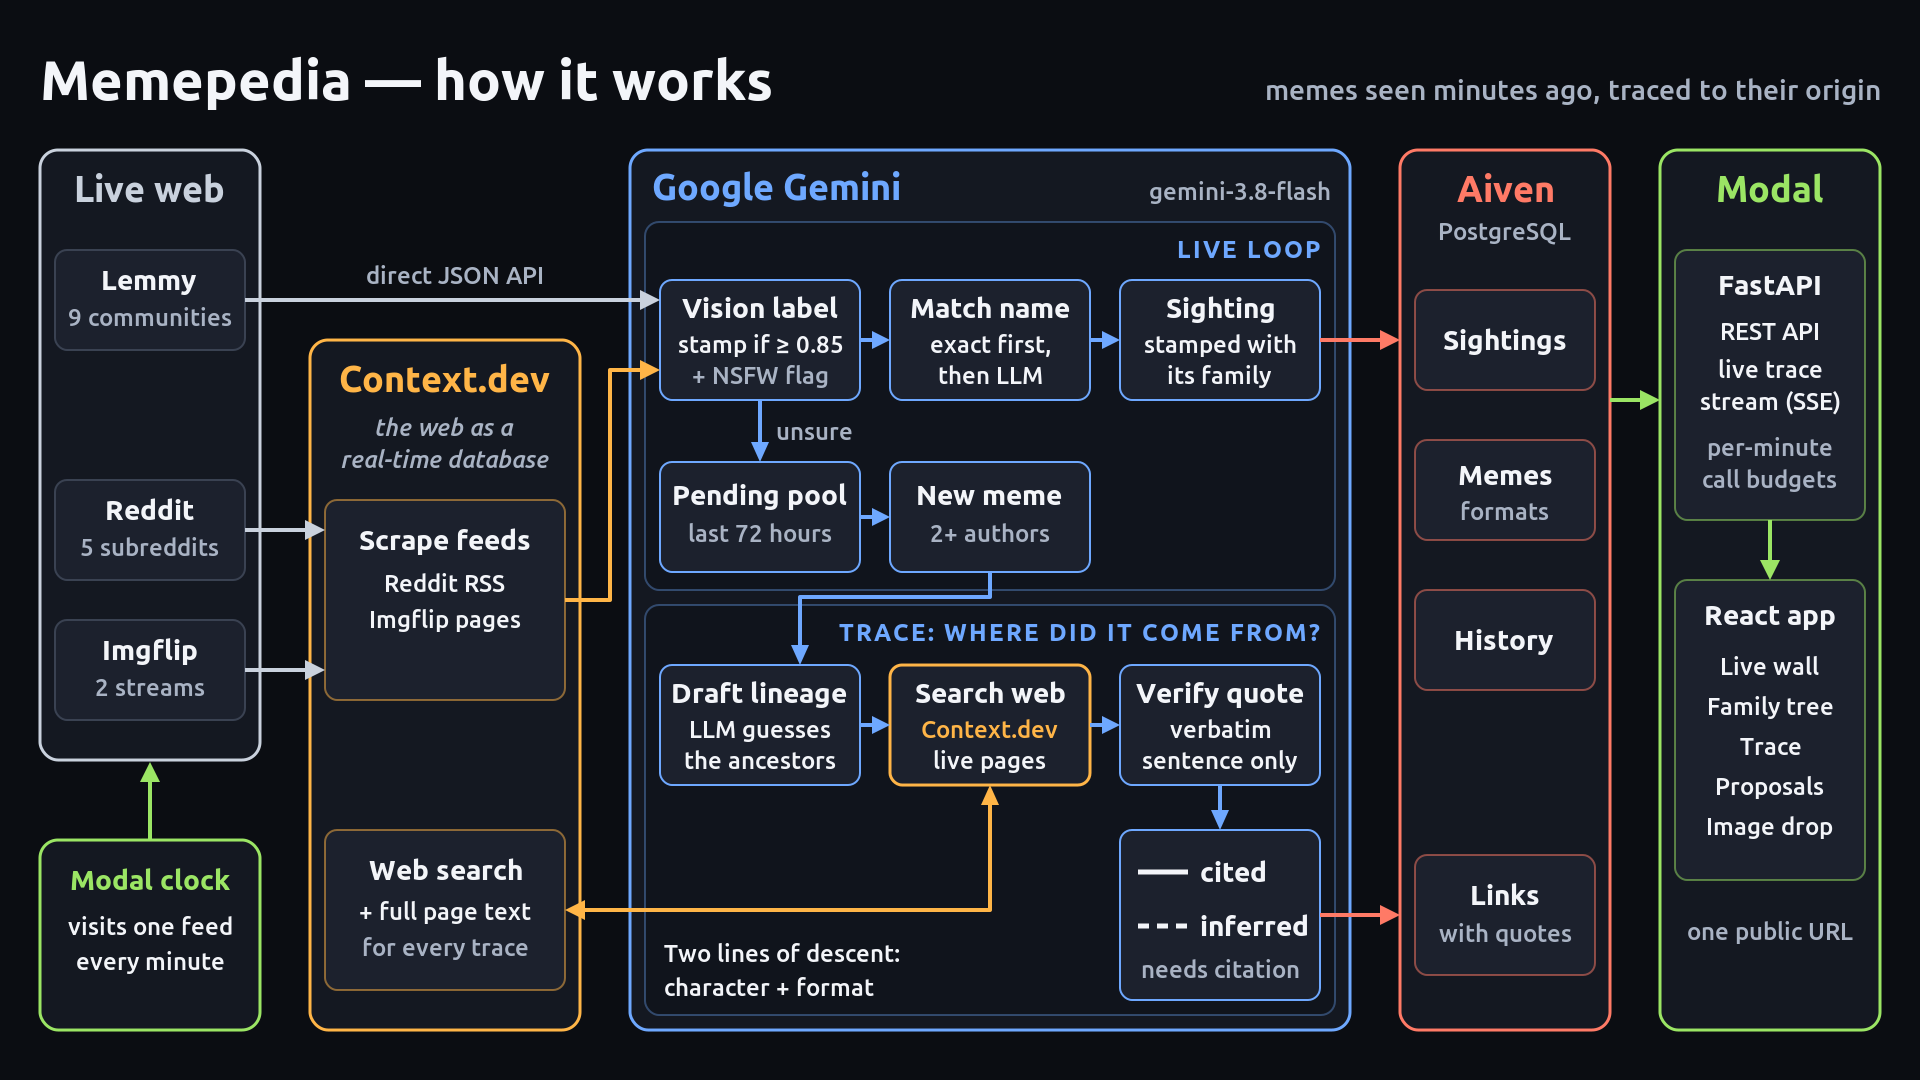 Memepedia — how it works
memes seen minutes ago, traced to their origin
Live web
Lemmy
9 communities
Reddit
5 subreddits
Imgflip
2 streams
Modal clock
visits one feed
every minute
direct JSON API
Context.dev
the web as a
real-time database
Scrape feeds
Reddit RSS
Imgflip pages
Web search
+ full page text
for every trace
Google Gemini
gemini-3.8-flash
LIVE LOOP
Vision label
stamp if ≥ 0.85
+ NSFW flag
Match name
exact first,
then LLM
Sighting
stamped with
its family
unsure
Pending pool
last 72 hours
New meme
2+ authors
TRACE: WHERE DID IT COME FROM?
Draft lineage
LLM guesses
the ancestors
Search web
Context.dev
live pages
Verify quote
verbatim
sentence only
cited
inferred
needs citation
Two lines of descent:
character + format
Aiven
PostgreSQL
Sightings
Memes
formats
History
Links
with quotes
Modal
FastAPI
REST API
live trace
stream (SSE)
per-minute
call budgets
React app
Live wall
Family tree
Trace
Proposals
Image drop
one public URL